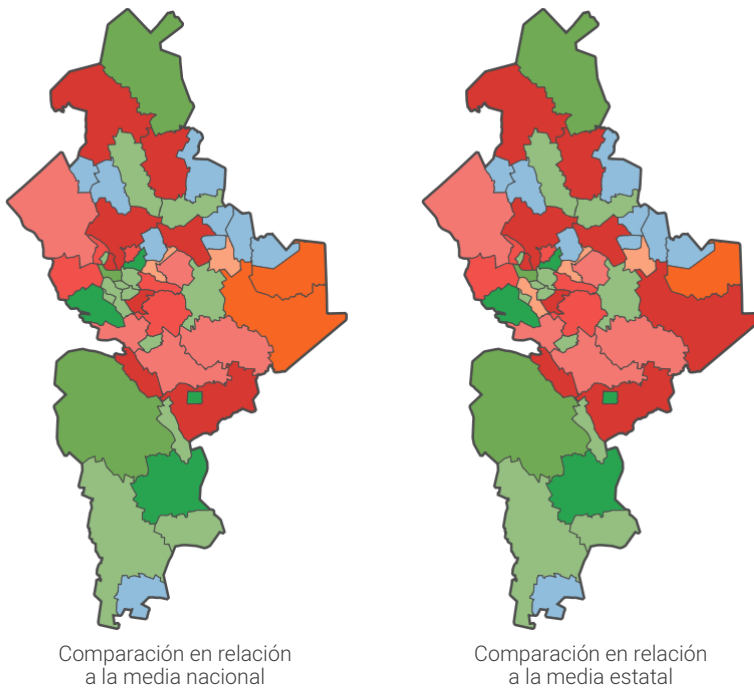 Comparación en relación
a la media nacional
Comparación en relación
a la media estatal